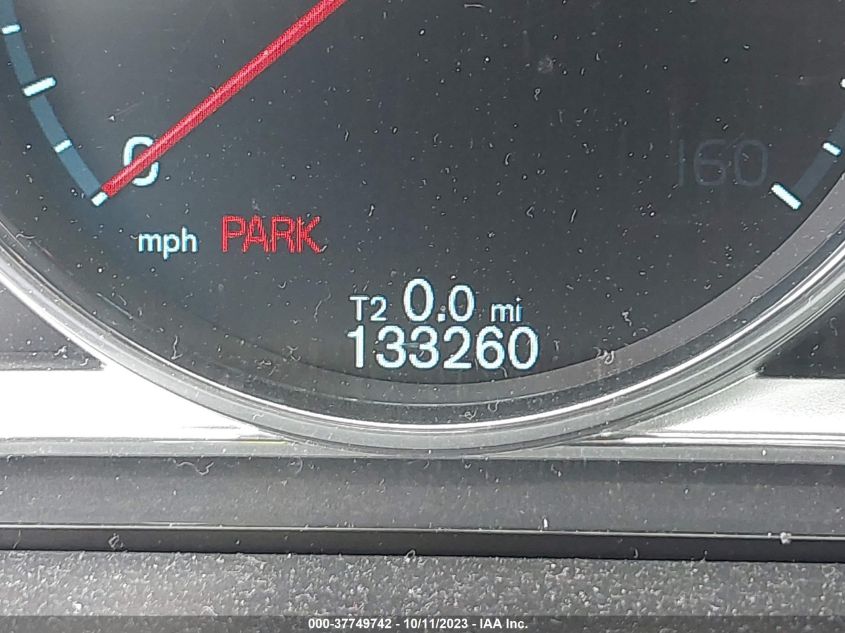 0
160
mph PARK
T2 0.0 mi
133260
000-37749742 - 10/11/2023 - IAA Inc.